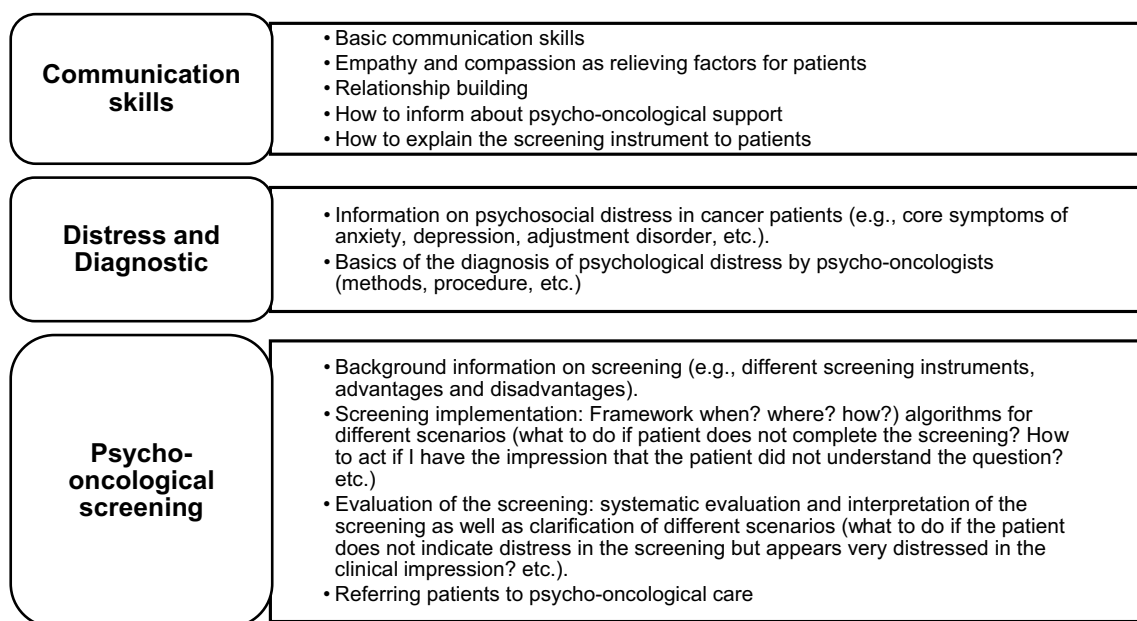 Communication
skills
• Basic communication skills
• Empathy and compassion as relieving factors for patients
• Relationship building
• How to inform about psycho-oncological support
• How to explain the screening instrument to patients
Distress and
Diagnostic
• Information on psychosocial distress in cancer patients (e.g., core symptoms of
anxiety, depression, adjustment disorder, etc.).
• Basics of the diagnosis of psychological distress by psycho-oncologists
(methods, procedure, etc.)
Psycho-
oncological
screening
• Background information on screening (e.g., different screening instruments,
advantages and disadvantages).
• Screening implementation: Framework when? where? how?) algorithms for
different scenarios (what to do if patient does not complete the screening? How
to act if I have the impression that the patient did not understand the question?
etc.)
• Evaluation of the screening: systematic evaluation and interpretation of the
screening as well as clarification of different scenarios (what to do if the patient
does not indicate distress in the screening but appears very distressed in the
clinical impression? etc.).
• Referring patients to psycho-oncological care